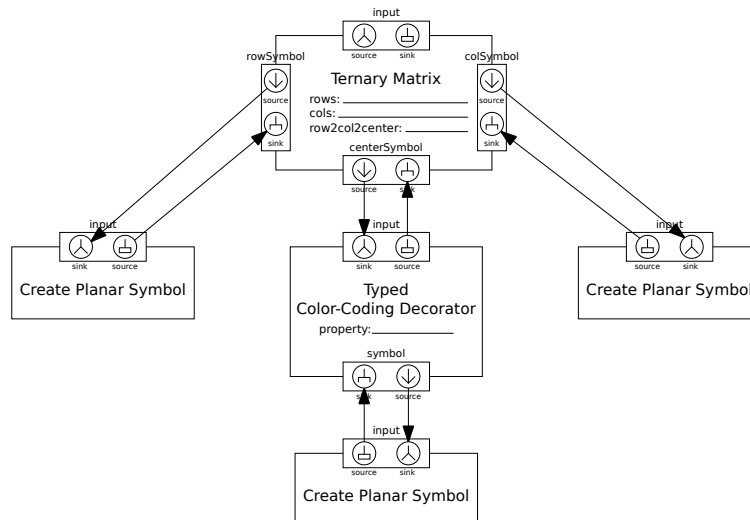 input
source sink
rowSymbol colSymbol
Ternary Matrix
source source
rows:
cols:
row2col2center:
sink sink
centerSymbol
source sink
input input input
sink source sink source source sink
Create Planar Symbol Typed Create Planar Symbol
Color-Coding Decorator
property:
symbol
sink source
input
source sink
Create Planar Symbol